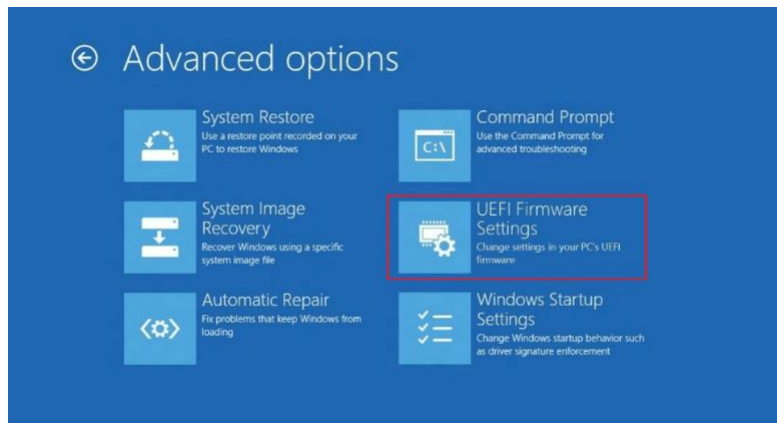 Advanced options
System Restore
Use a restore point recorded on your
PC to restore Windows
Command Prompt
Use the Command Prompt for
advanced troubleshooting
C:\
System Image
Recovery
Recover Windows using a specific
system image file
UEFI Firmware
Settings
Change settings in your PC's UEFI
firmware
Automatic Repair
Fix problems that keep Windows from
loading
Windows Startup
Settings
Change Windows startup behavior such
as driver signature enforcement